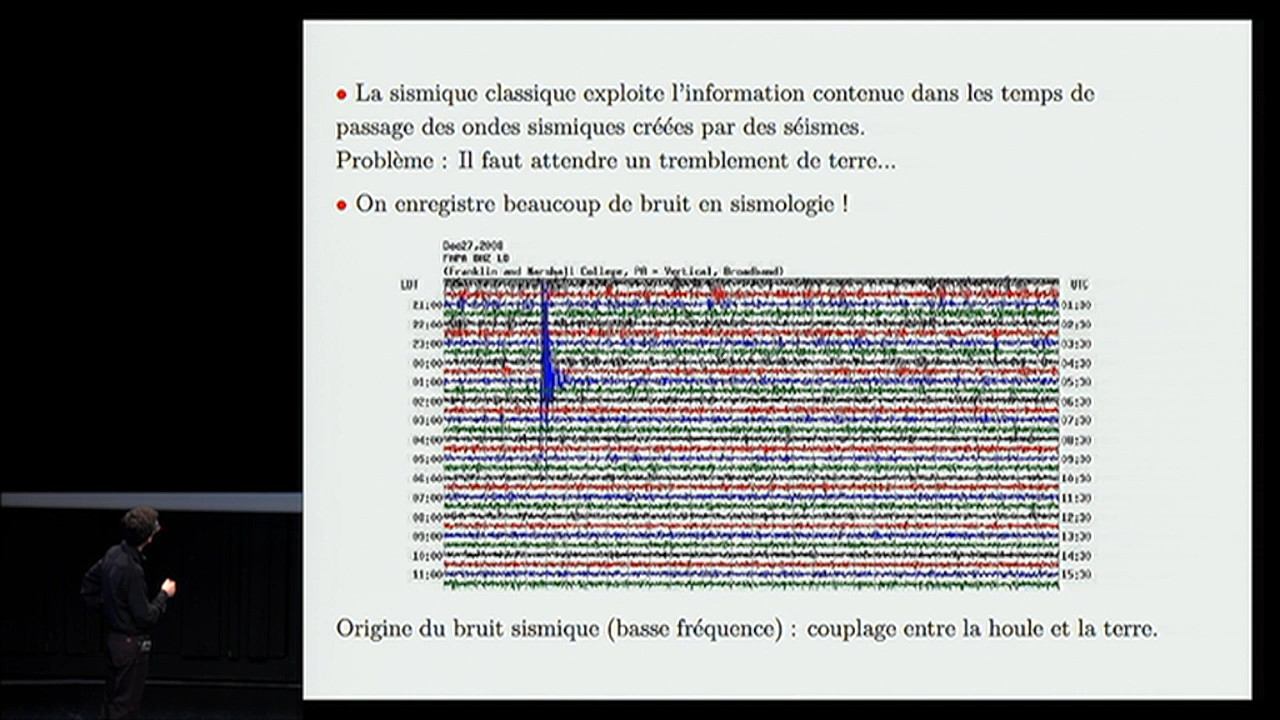 • La sismique classique exploite l'information contenue dans les temps de
passage des ondes sismiques créées par des séismes.
Problème : Il faut attendre un tremblement de terre...
• On enregistre beaucoup de bruit en sismologie !
Dec27,2008
(Franklin and Marshall College, PA - Vertical, Broadband)
UTC
21:00 01:30
22:00 02:30
23:00 03:30
00:00 04:30
01:00 05:30
02:00 06:30
03:00 07:30
04:00 08:30
05:00 09:30
06:00 10:30
07:00 11:30
08:00 12:30
09:00 13:30
10:00 14:30
11:00 15:30
Origine du bruit sismique (basse fréquence) : couplage entre la houle et la terre.